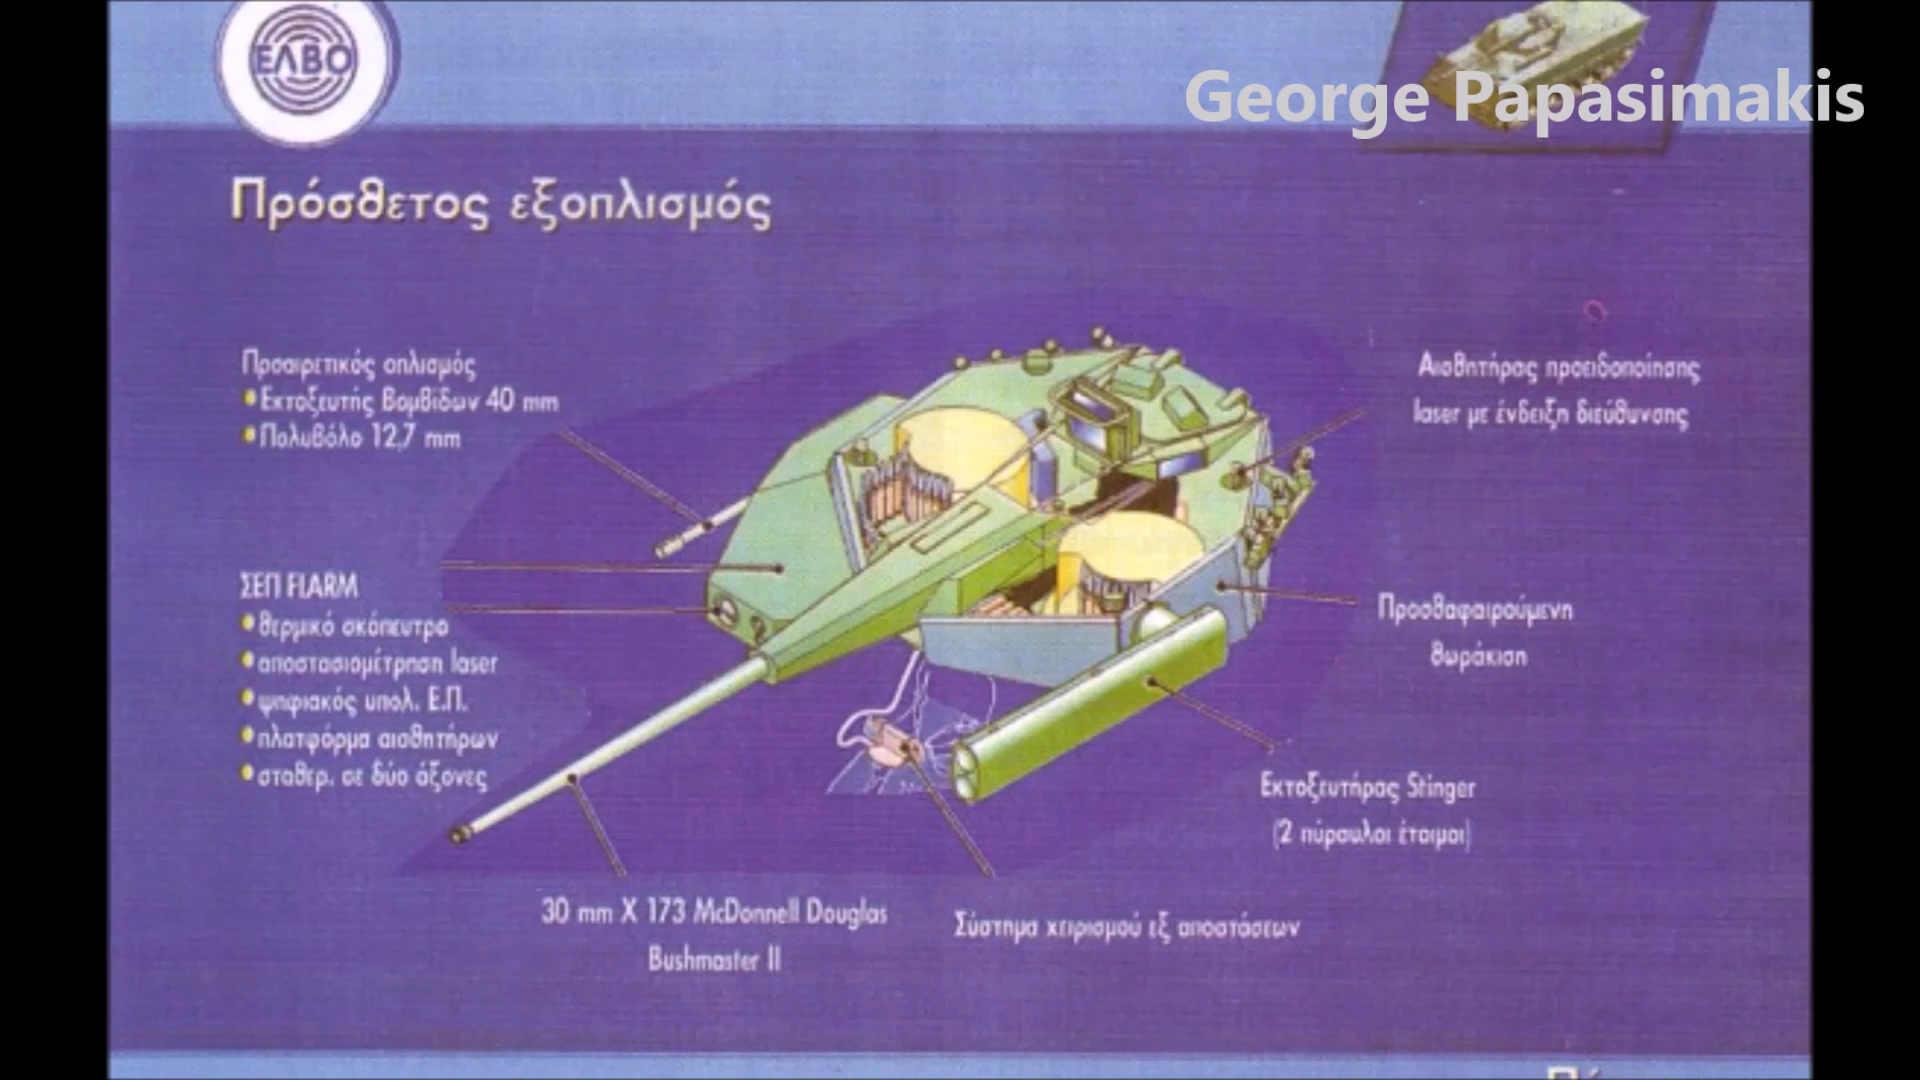 ΕΛΒΟ
George Papasimakis
Πρόσθετος εξοπλισμός
Προαιρετικός οπλισμός
Εκτοξευτής Βομβίδων 40 mm
Πολυβόλο 12,7 mm
Αισθητήρας προειδοποίησης
laser με ένδειξη διεύθυνσης
ΣΕΠ FLARM
θερμικό σκόπευτρο
αποστασιομέτρηση laser
ψηφιακός υπολ. Ε.Π.
πλατφόρμα αισθητήρων
σταθερ. σε δύο άξονες
Προσθαφαιρούμενη
θωράκιση
Εκτοξευτήρας Stinger
(2 πύραυλοι έτοιμοι)
30 mm X 173 McDonnell Douglas
Bushmaster II
Σύστημα χειρισμού εξ αποστάσεων